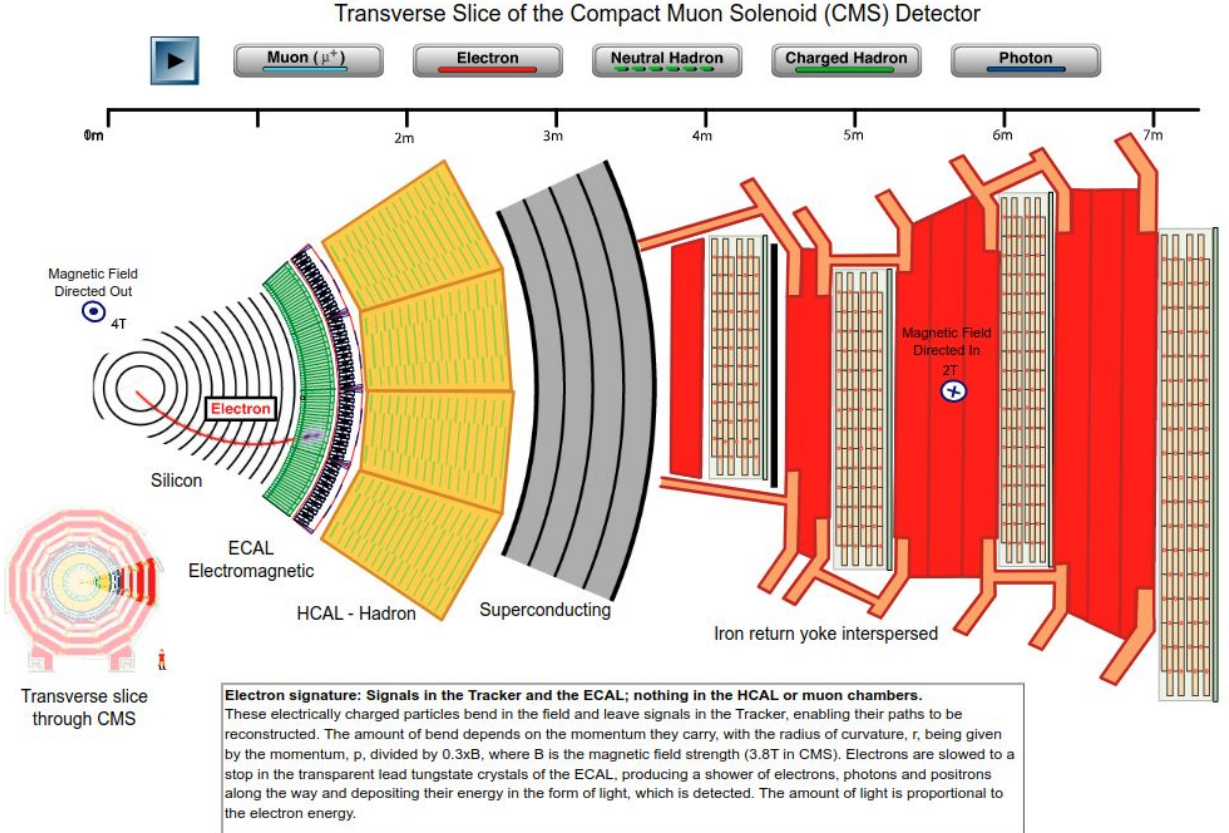 Transverse Slice of the Compact Muon Solenoid (CMS) Detector
Muon (μ+)
Electron
Neutral Hadron
Charged Hadron
Photon
0m
2m
3m
4m
5m
6m
7m
Magnetic Field
Directed Out
4T
Electron
Silicon
Magnetic Field
Directed In
2T
ECAL
Electromagnetic
HCAL - Hadron
Superconducting
Iron return yoke interspersed
Transverse slice
through CMS
Electron signature: Signals in the Tracker and the ECAL; nothing in the HCAL or muon chambers.
These electrically charged particles bend in the field and leave signals in the Tracker, enabling their paths to be
reconstructed. The amount of bend depends on the momentum they carry, with the radius of curvature, r, being given
by the momentum, p, divided by 0.3xB, where B is the magnetic field strength (3.8T in CMS). Electrons are slowed to a
stop in the transparent lead tungstate crystals of the ECAL, producing a shower of electrons, photons and positrons
along the way and depositing their energy in the form of light, which is detected. The amount of light is proportional to
the electron energy.